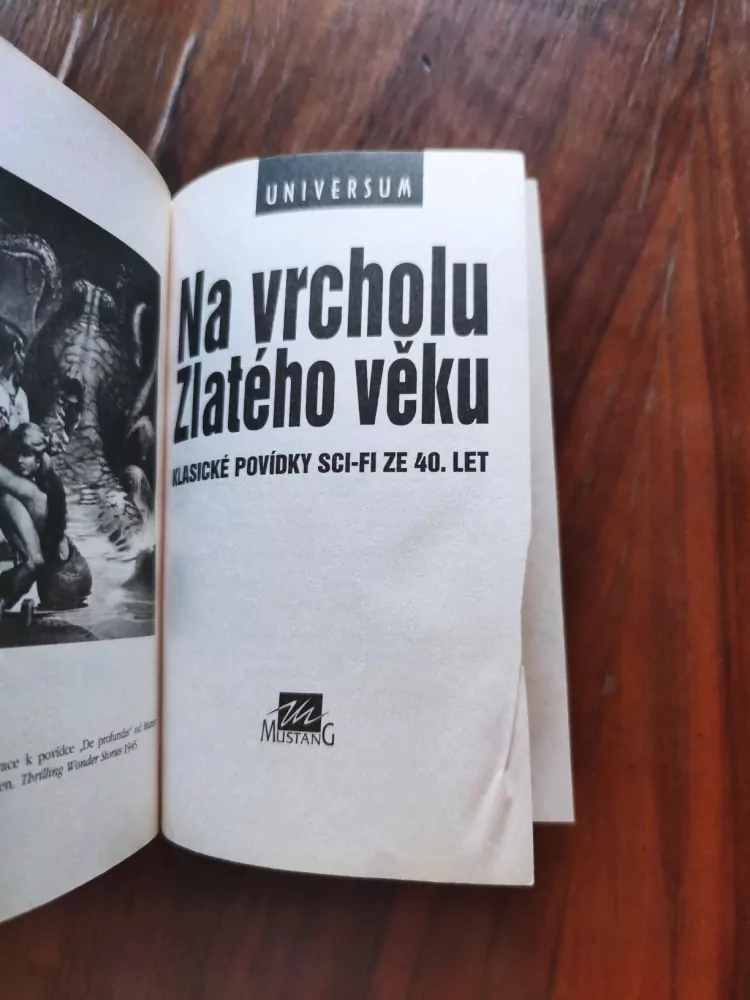 UNIVERSUM
Na vrcholu
Zlatého věku
KLASICKÉ POVÍDKY SCI-FI ZE 40. LET
MUSTANG
race k povídce „De profundis" od
en. Thrilling Wonder Stories 1945